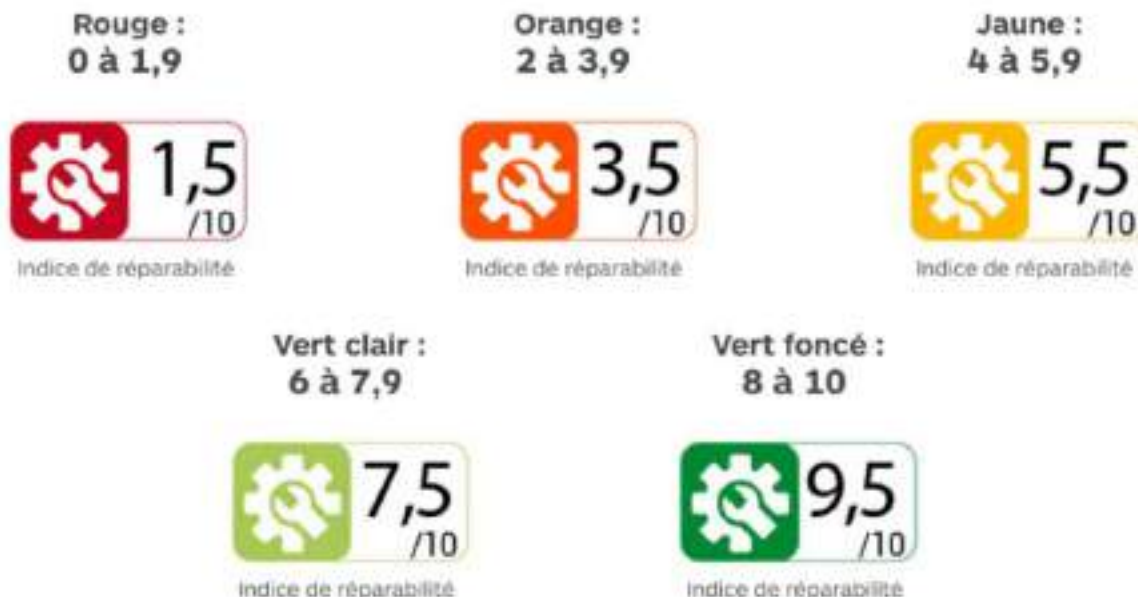 Rouge :
0 à 1,9
1,5
/10
Indice de réparabilité
Orange :
2 à 3,9
3,5
/10
Indice de réparabilité
Jaune :
4 à 5,9
5,5
/10
Indice de réparabilité
Vert clair :
6 à 7,9
7,5
/10
Indice de réparabilité
Vert foncé :
8 à 10
9,5
/10
Indice de réparabilité